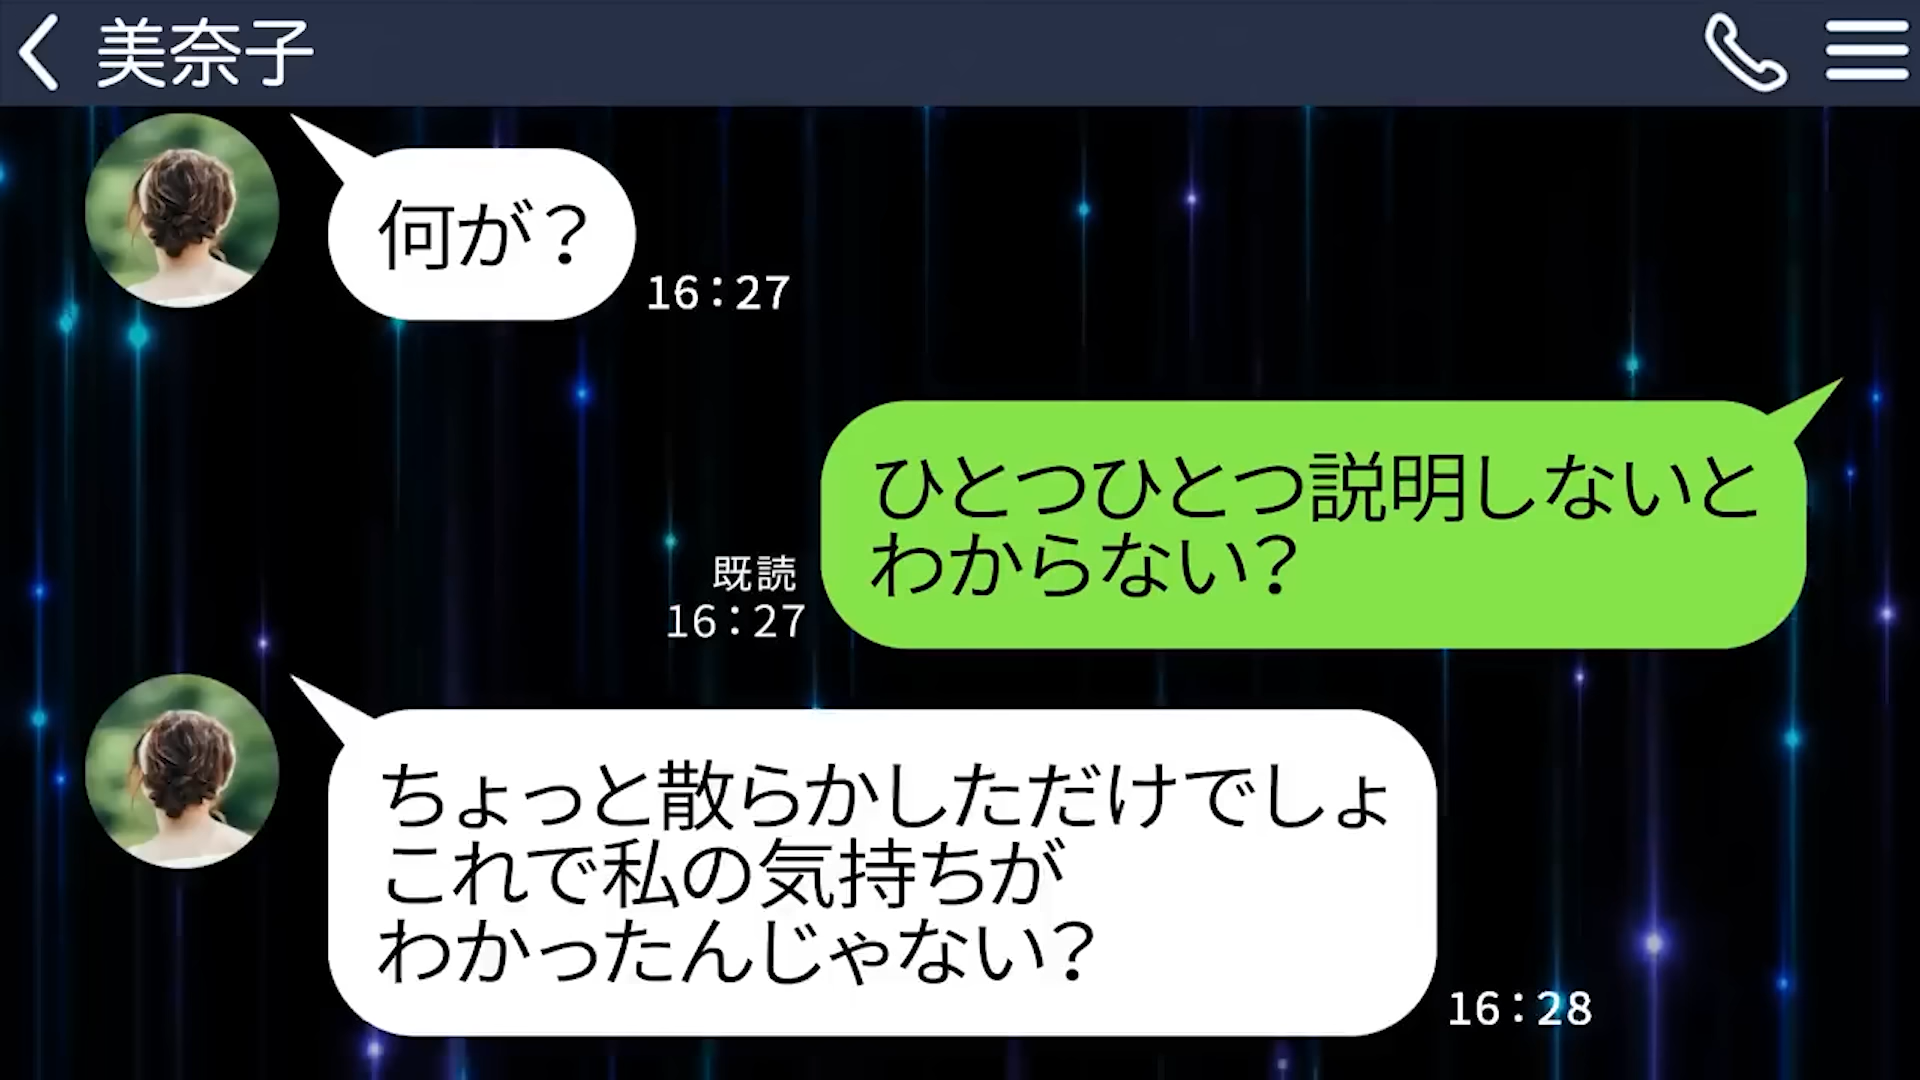 美奈子
何が？
16:27
ひとつひとつ説明しないと
わからない？
既読
16:27
ちょっと散らかしただけでしょ
これで私の気持ちが
わかったんじゃない？
16:28